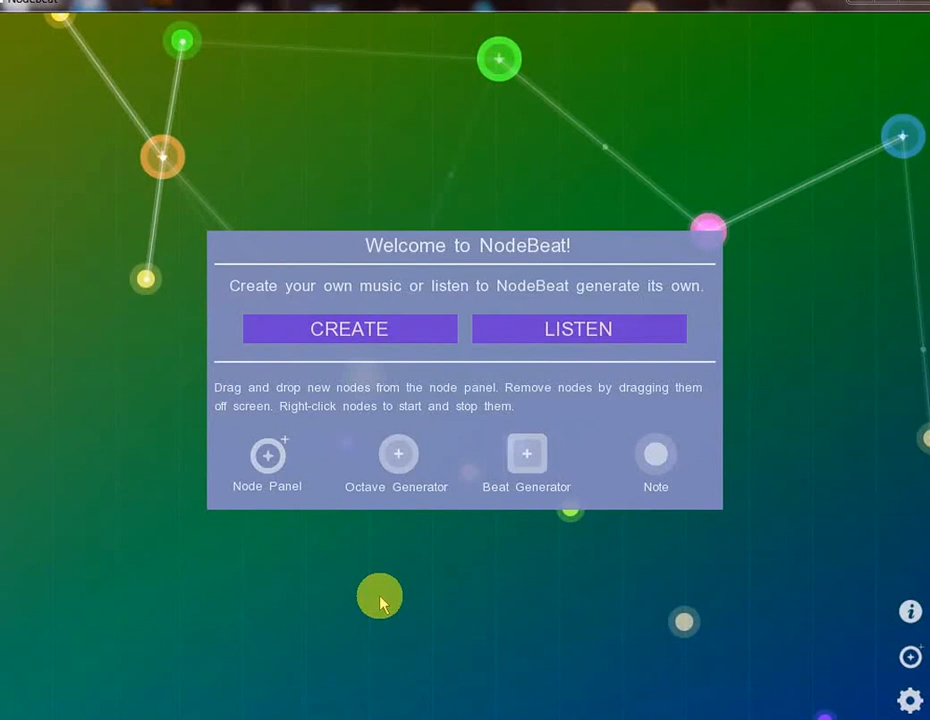 Nodebeat
Welcome to NodeBeat!
Create your own music or listen to NodeBeat generate its own.
CREATE LISTEN
Drag and drop new nodes from the node panel. Remove nodes by dragging them
off screen. Right-click nodes to start and stop them.
Node Panel Octave Generator Beat Generator Note